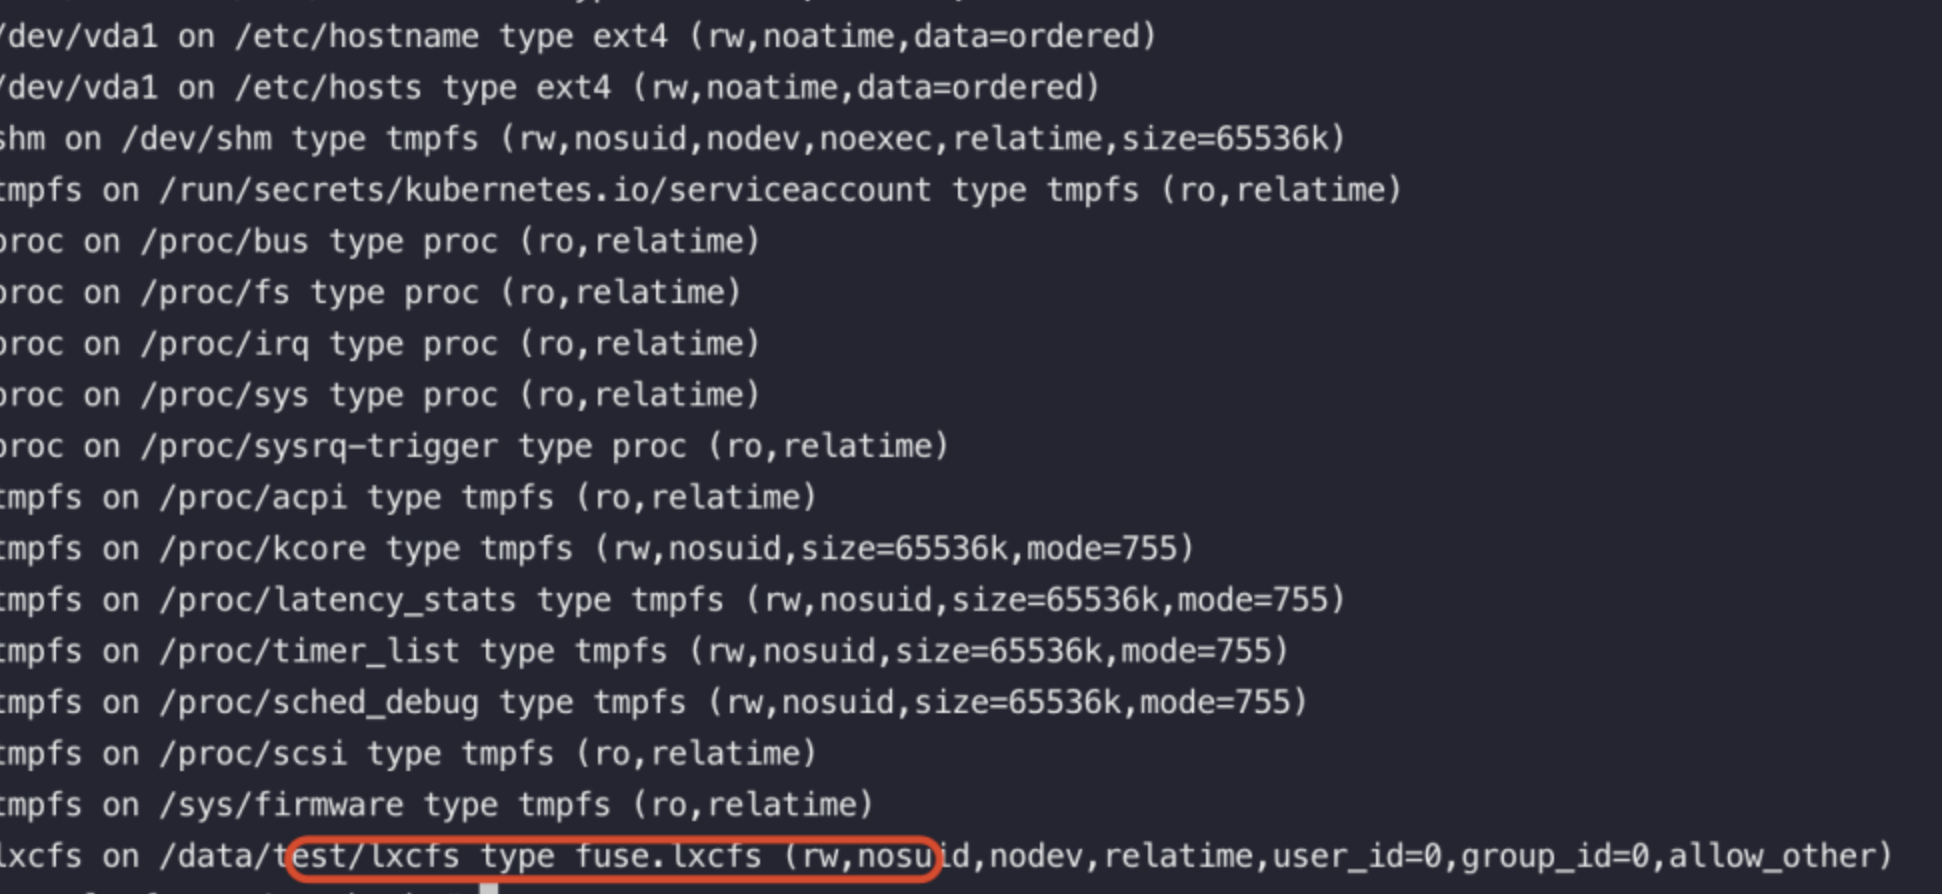 /dev/vda1 on /etc/hostname type ext4 (rw,noatime,data=ordered)
/dev/vda1 on /etc/hosts type ext4 (rw,noatime,data=ordered)
shm on /dev/shm type tmpfs (rw,nosuid,nodev,noexec,relatime,size=65536k)
tmpfs on /run/secrets/kubernetes.io/serviceaccount type tmpfs (ro,relatime)
proc on /proc/bus type proc (ro,relatime)
proc on /proc/fs type proc (ro,relatime)
proc on /proc/irq type proc (ro,relatime)
proc on /proc/sys type proc (ro,relatime)
proc on /proc/sysrq-trigger type proc (ro,relatime)
tmpfs on /proc/acpi type tmpfs (ro,relatime)
tmpfs on /proc/kcore type tmpfs (rw,nosuid,size=65536k,mode=755)
tmpfs on /proc/latency_stats type tmpfs (rw,nosuid,size=65536k,mode=755)
tmpfs on /proc/timer_list type tmpfs (rw,nosuid,size=65536k,mode=755)
tmpfs on /proc/sched_debug type tmpfs (rw,nosuid,size=65536k,mode=755)
tmpfs on /proc/scsi type tmpfs (ro,relatime)
tmpfs on /sys/firmware type tmpfs (ro,relatime)
lxcfs on /data/test/lxcfs type fuse.lxcfs (rw,nosuid,nodev,relatime,user_id=0,group_id=0,allow_other)